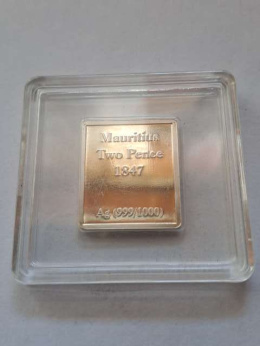 Mauritius
Two Pence
1847
Ag (999/1000)